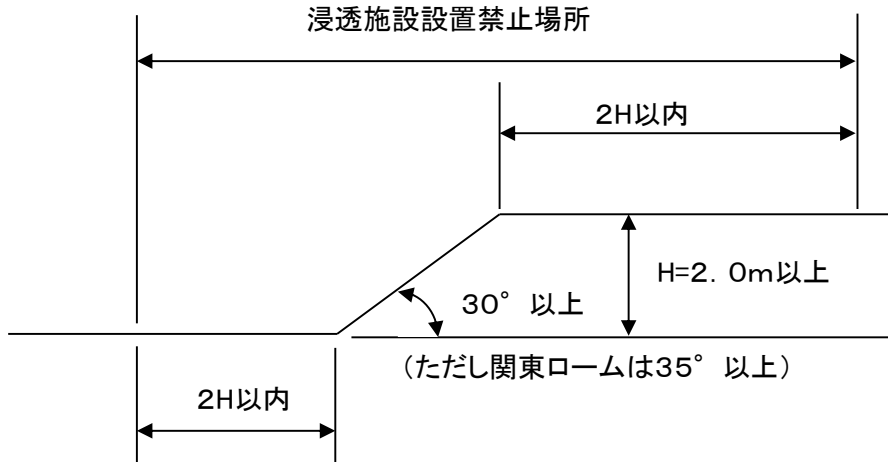 浸透施設設置禁止場所
2H以内
H=2．0m以上
30°以上
（ただし関東ロームは35°以上）
2H以内